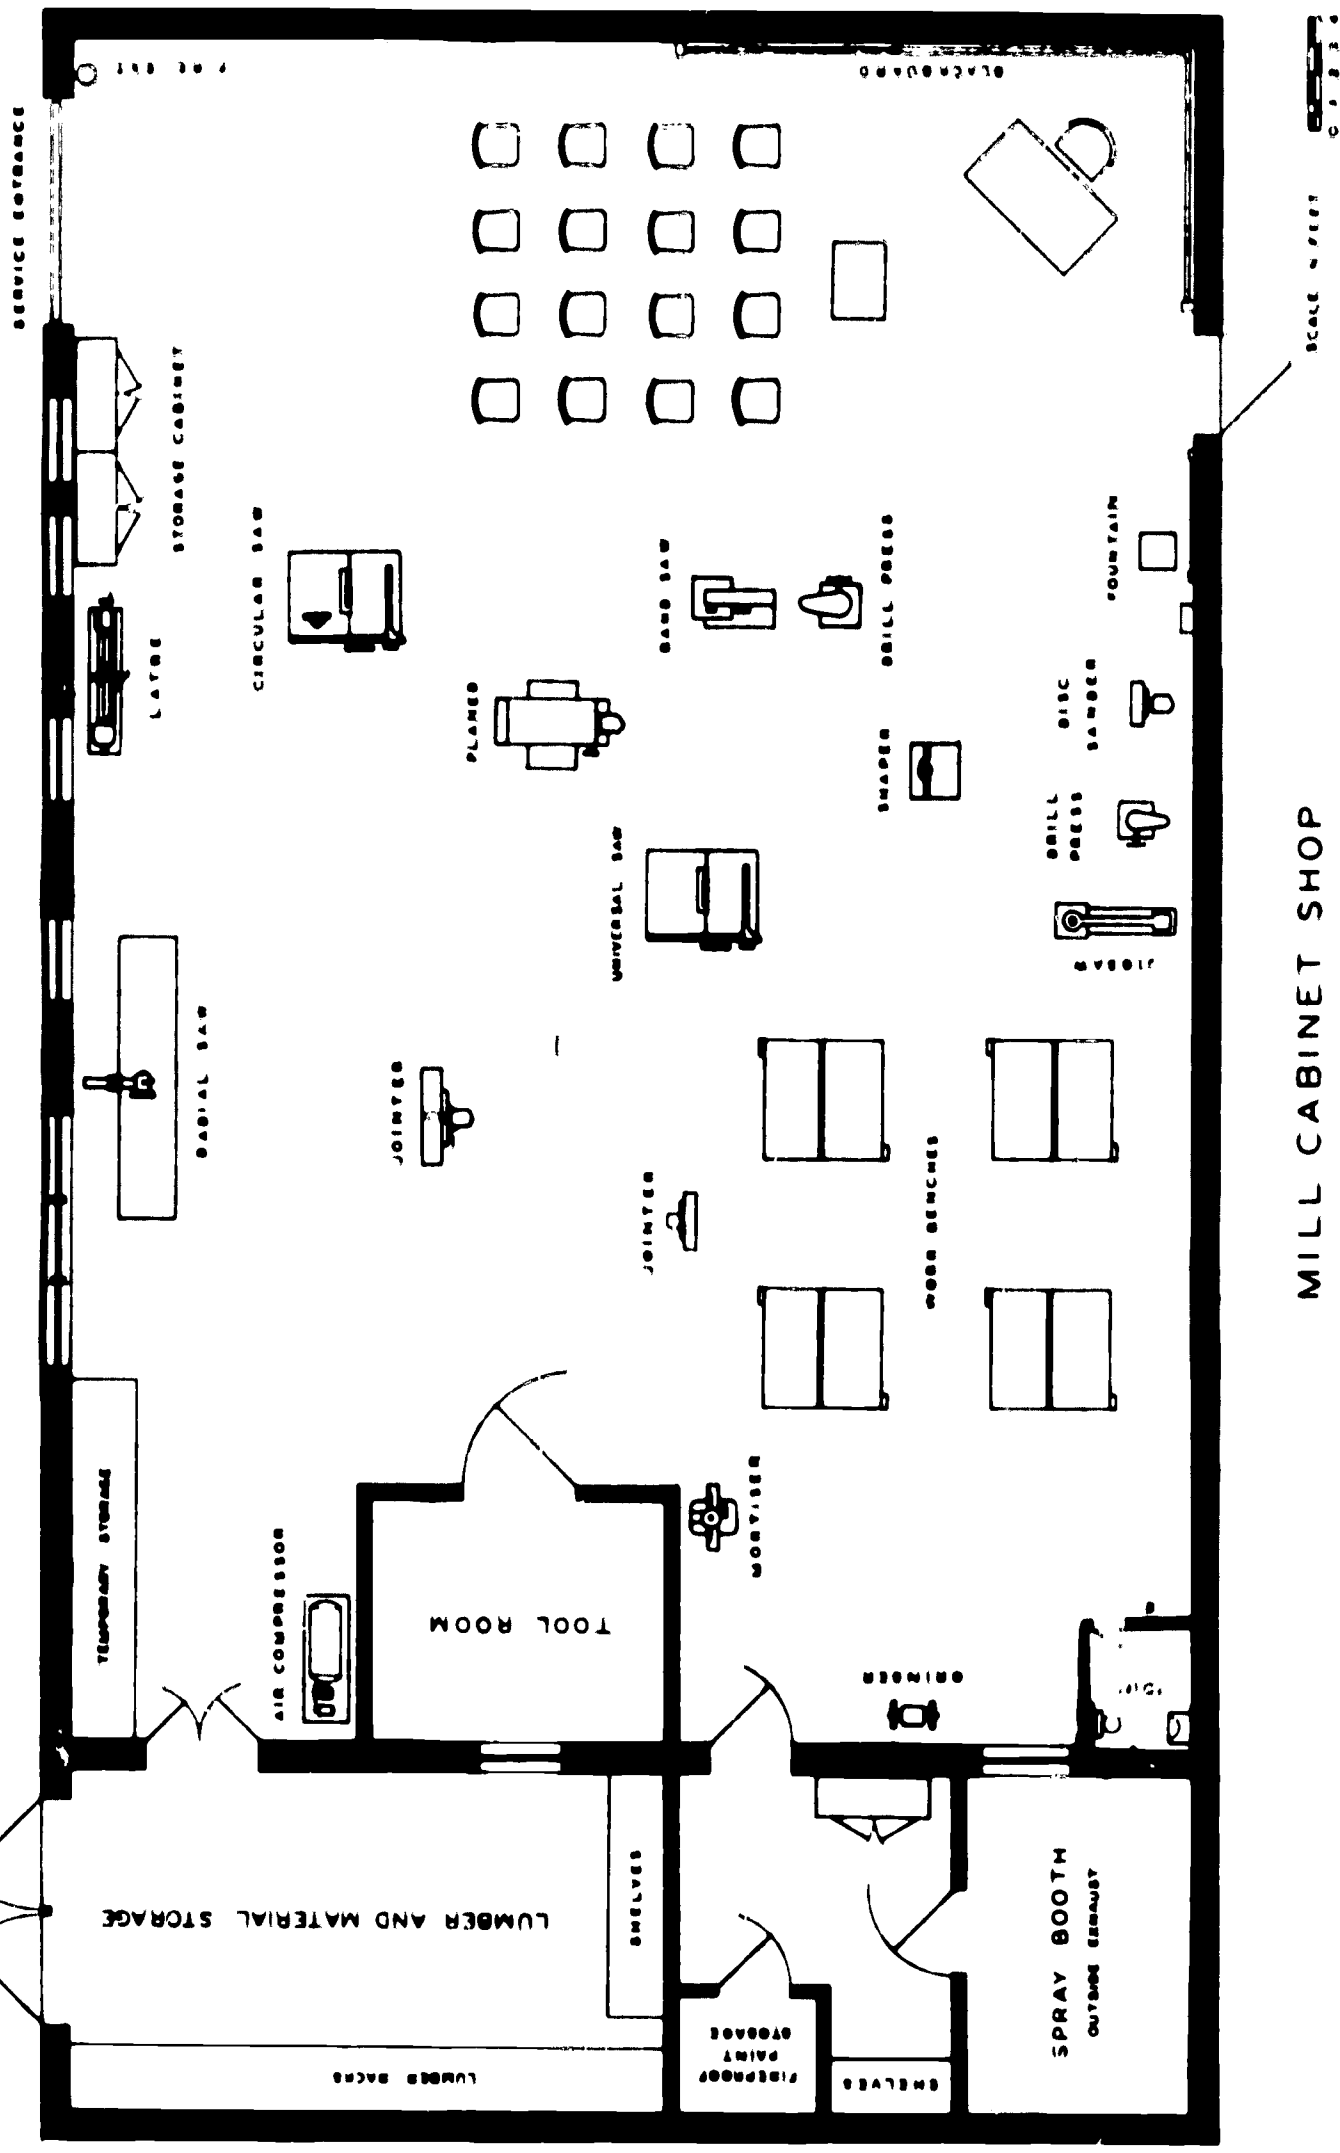 SERVICE ENTRANCE
BLACKBOARD
STORAGE CABINET
CIRCULAR SAW
BAND SAW
DRILL PRESS
FOUNTAIN
LATHE
PLANER
SHAPER
DISC
SANDER
DRILL
PRESS
UNIVERSAL SAW
JIGSAW
RADIAL SAW
JOINTER
JOINTER
WORK BENCHES
MORTISER
TEMPORARY STORAGE
AIR COMPRESSOR
TOOL ROOM
GRINDER
LUMBER AND MATERIAL STORAGE
SHELVES
LUMBER RACKS
FIREPROOF
PAINT
STORAGE
SHELVES
SPRAY BOOTH
OUTSIDE EXHAUST
MILL CABINET SHOP